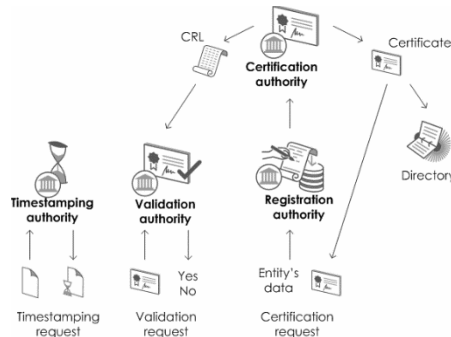 CRL
Certificate
Certification
authority
Directory
Timestamping
authority
Validation
authority
Registration
authority
Yes
No
Entity's
data
Timestamping
request
Validation
request
Certification
request